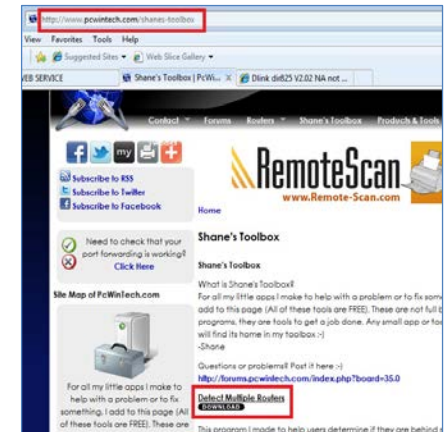 http://www.pcwintech.com/shanes-toolbox
View Favorites Tools Help
Suggested Sites Web Slice Gallery
EB SERVICE Shane's Toolbox | PcWi... X Dlink dir825 V2.02 NA not ...
Contact Forums Routers Shane's Toolbox Products & Tools
my
RemoteScan
www.Remote-Scan.com
Subscribe to RSS
Subscribe to Twitter
Subscribe to Facebook
Home
Need to check that your
port forwarding is working?
Click Here
Shane's Toolbox
Shane's Toolbox
Site Map of PcWinTech.com
What is Shane's Toolbox?
For all my little apps I make to help with a problem or to fix som
add to this page (All of these tools are FREE). These are not full b
programs, they are tools to get a job done. Any small app or too
will find its home in my toolbox :-)
-Shane
Questions or problems? Post it here :-)
http://forums.pcwintech.com/index.php?board=35.0
Detect Multiple Routers
DOWNLOAD
This program I made to help users determine if they are behind
For all my little apps I make to
help with a problem or to fix
something. I add to this page (All
of these tools are FREE). These are